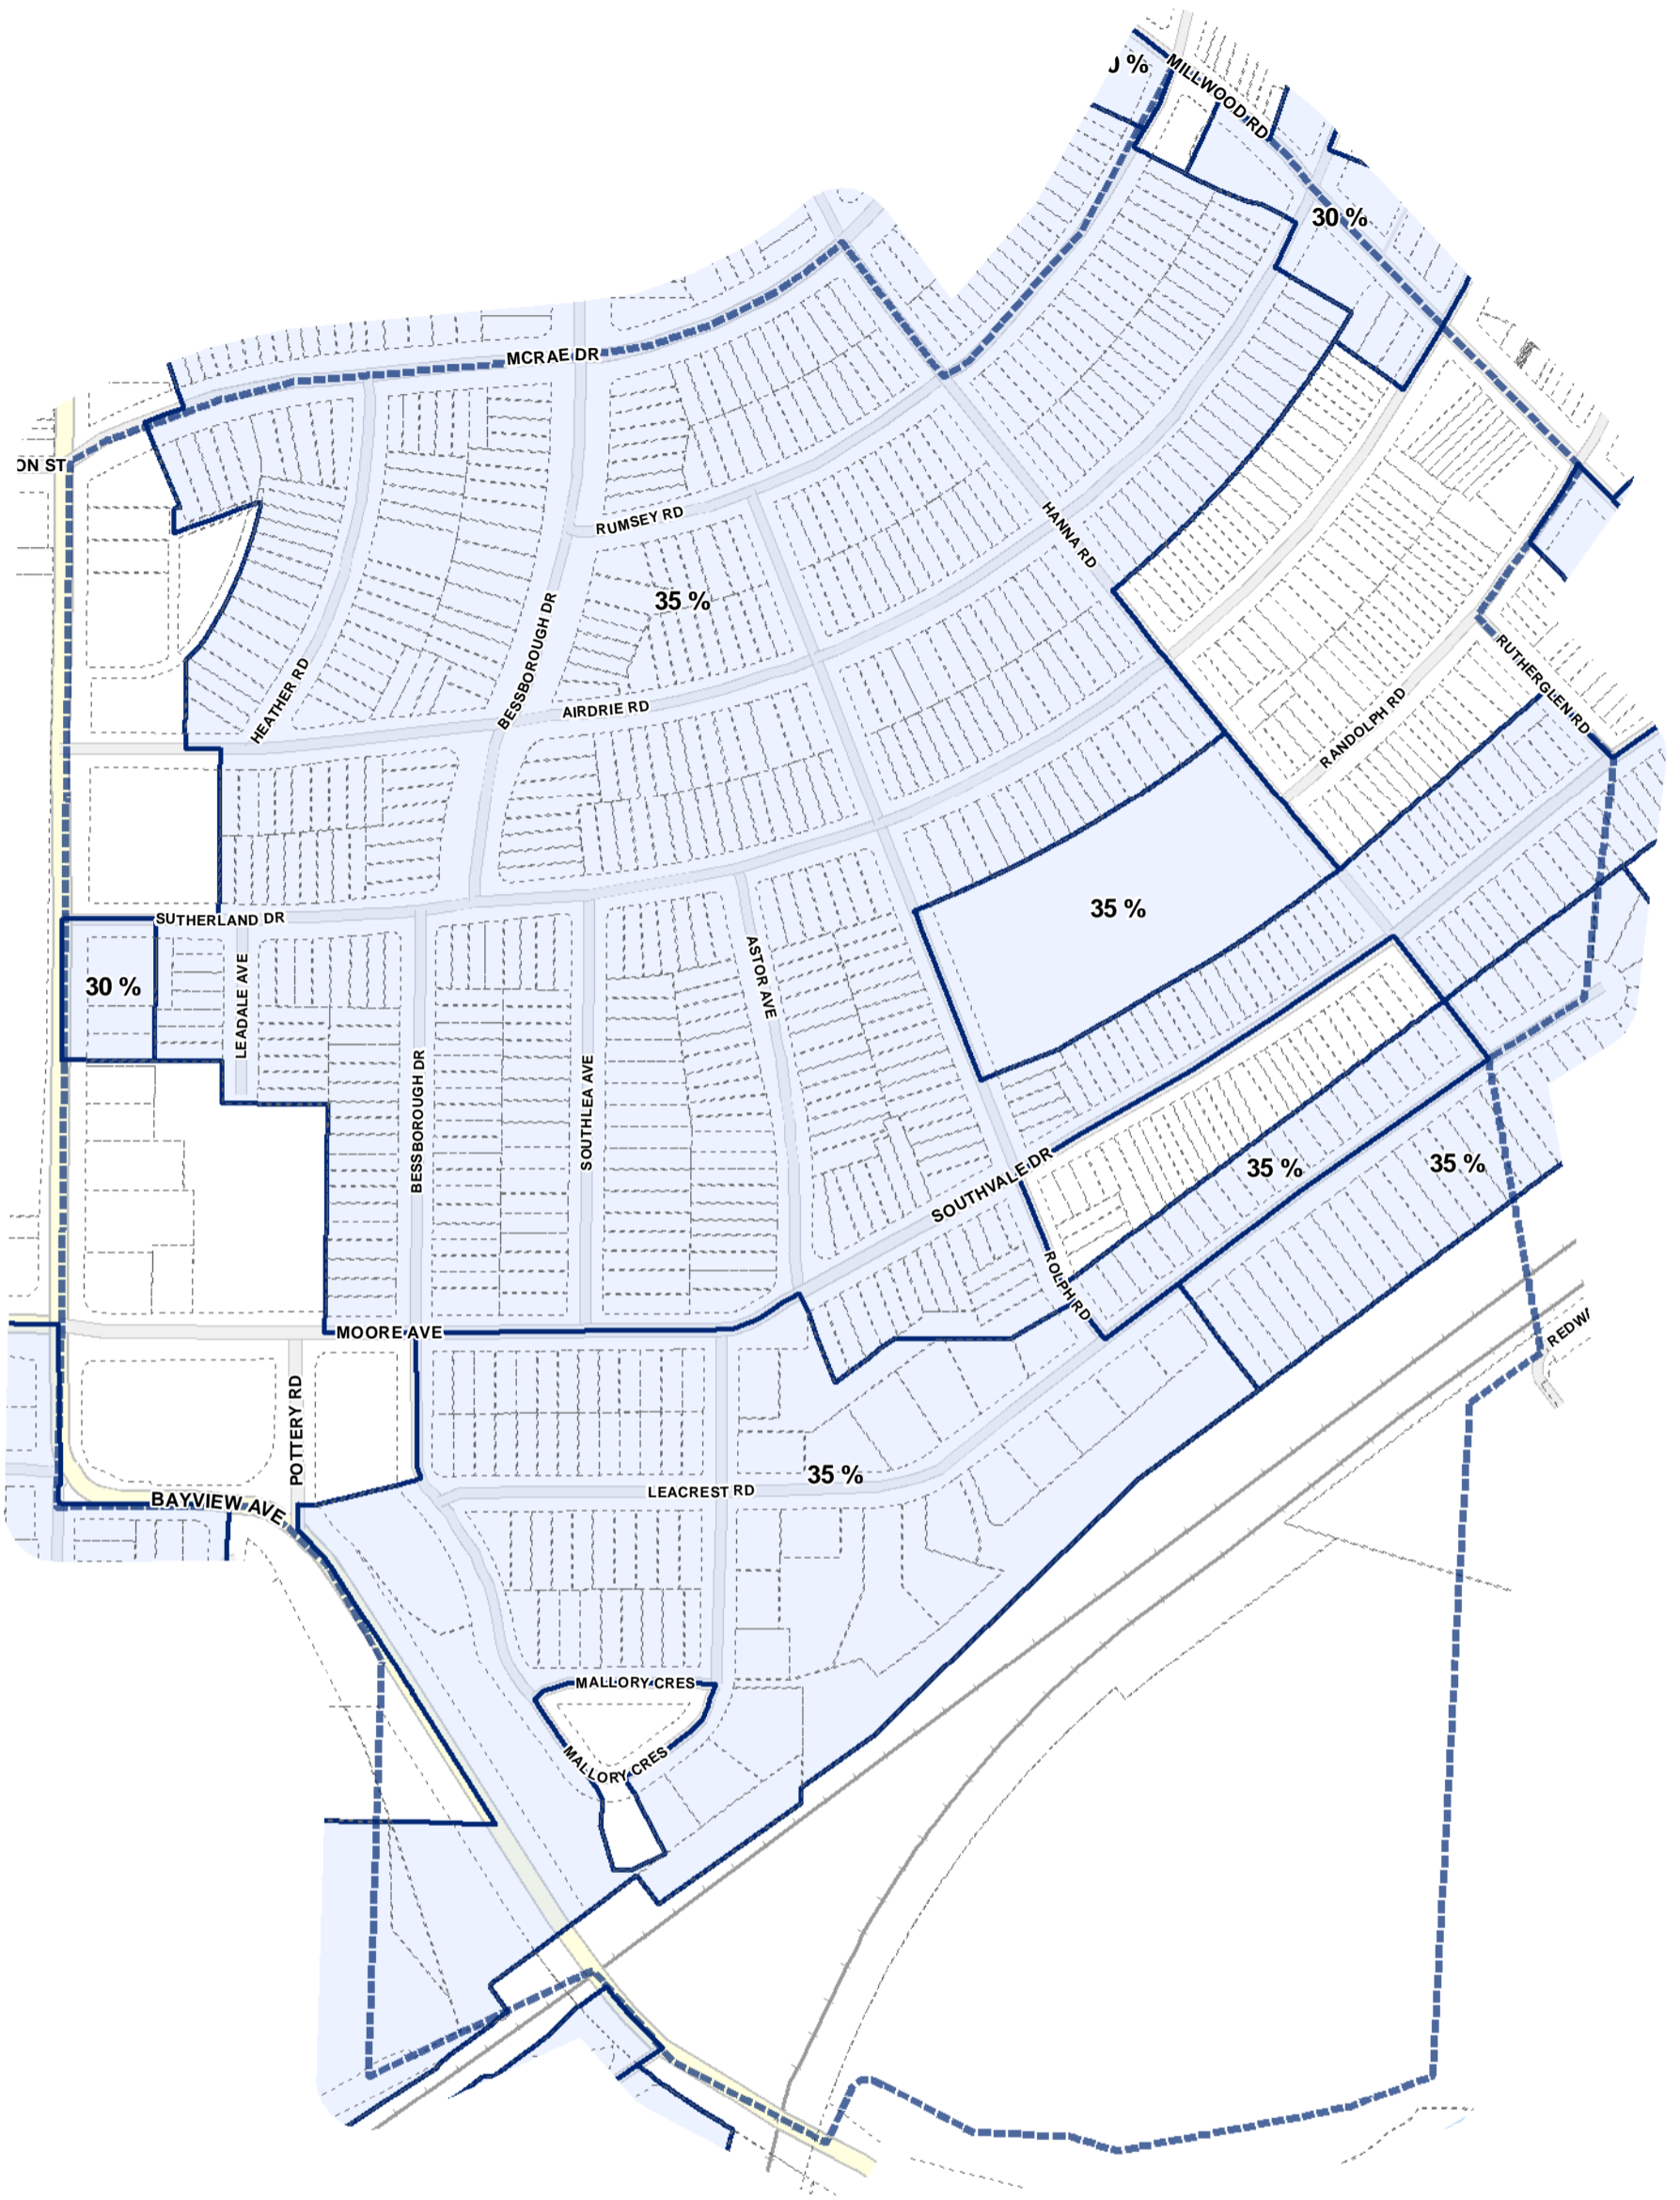 MILLWOOD RD
30 %
MCRAE DR
ON ST
RUMSEY RD
HANNA RD
35 %
BESSBOROUGH DR
HEATHER RD
AIRDRIE RD
RUTHERGLEN RD
RANDOLPH RD
35 %
SUTHERLAND DR
30 %
LEADALE AVE
ASTOR AVE
BESSBOROUGH DR
SOUTHLEA AVE
SOUTHVALE DR
35 %
35 %
ROLPH RD
MOORE AVE
REDW
POTTERY RD
35 %
LEACREST RD
BAYVIEW AVE
MALLORY CRES
MALLORY CRES